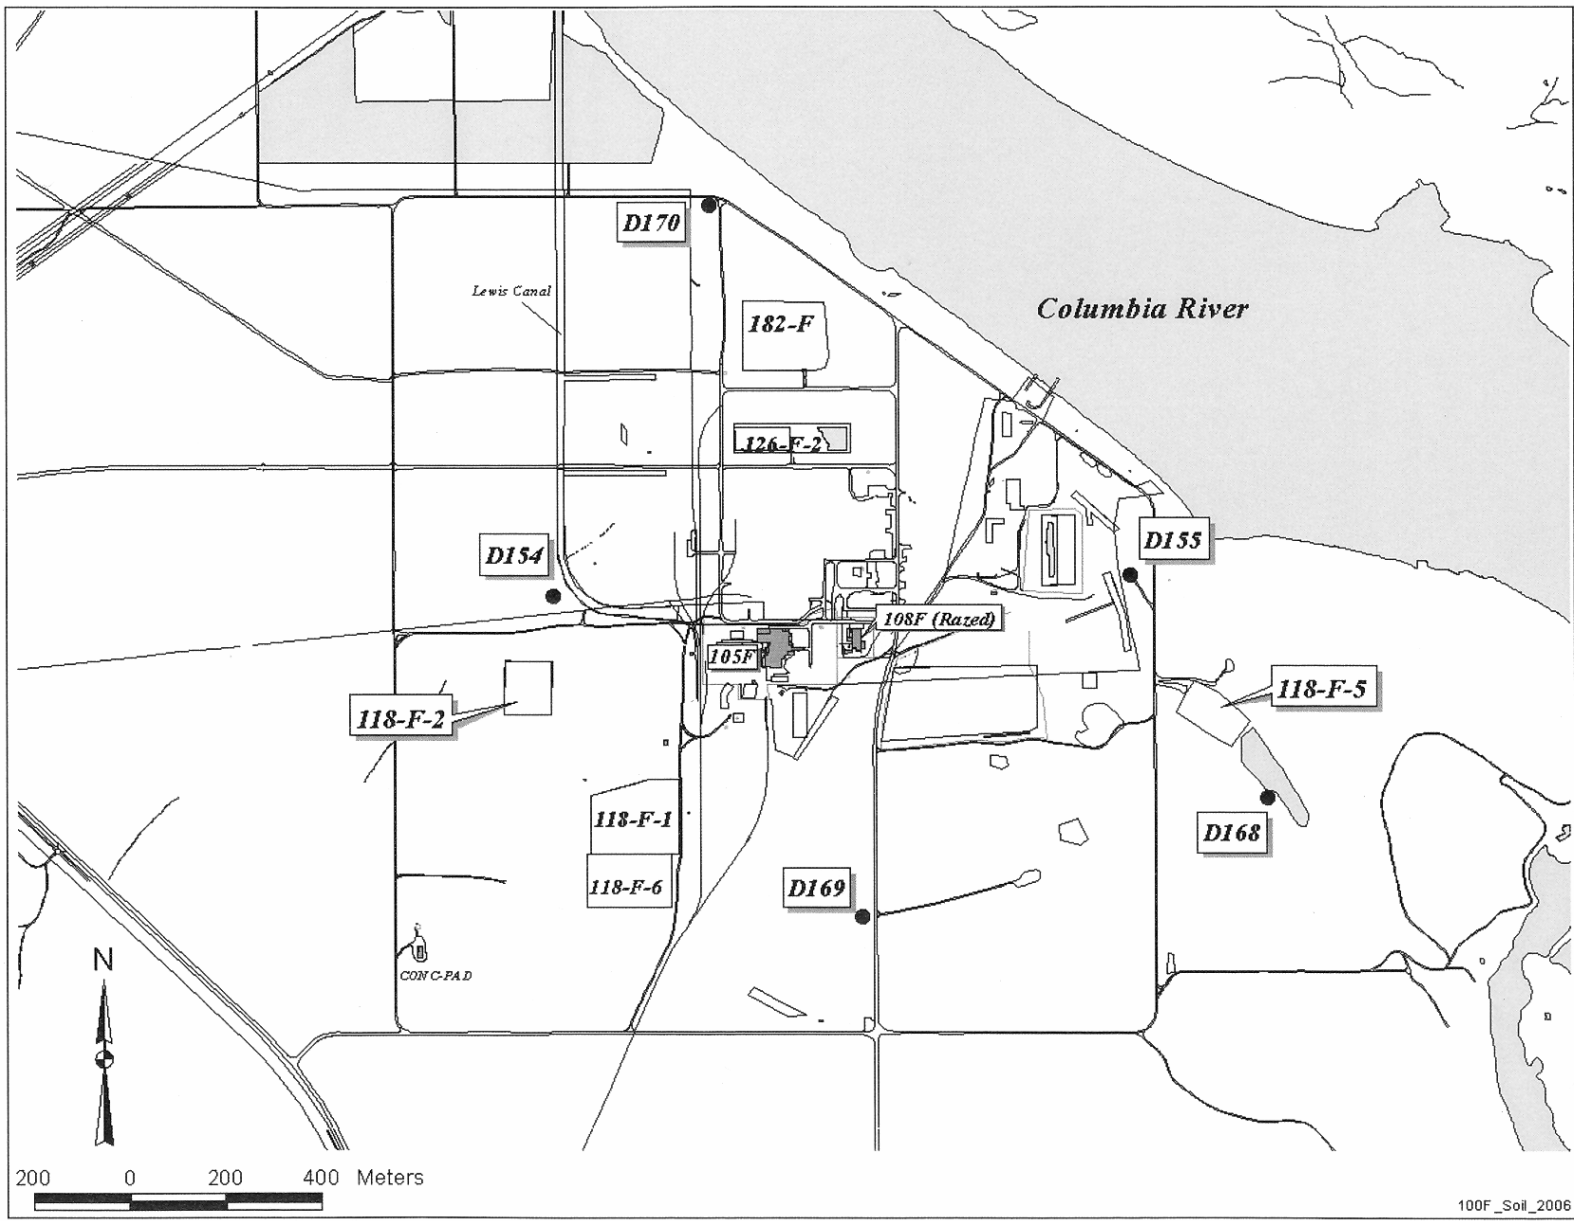 D170
Lewis Canal
Columbia River
182-F
126-F-2
D154
D155
108F (Razed)
105F
118-F-2
118-F-5
118-F-1
D168
118-F-6
D169
N
CONC-PAD
200 0 200 400 Meters
100F_Soil_2006